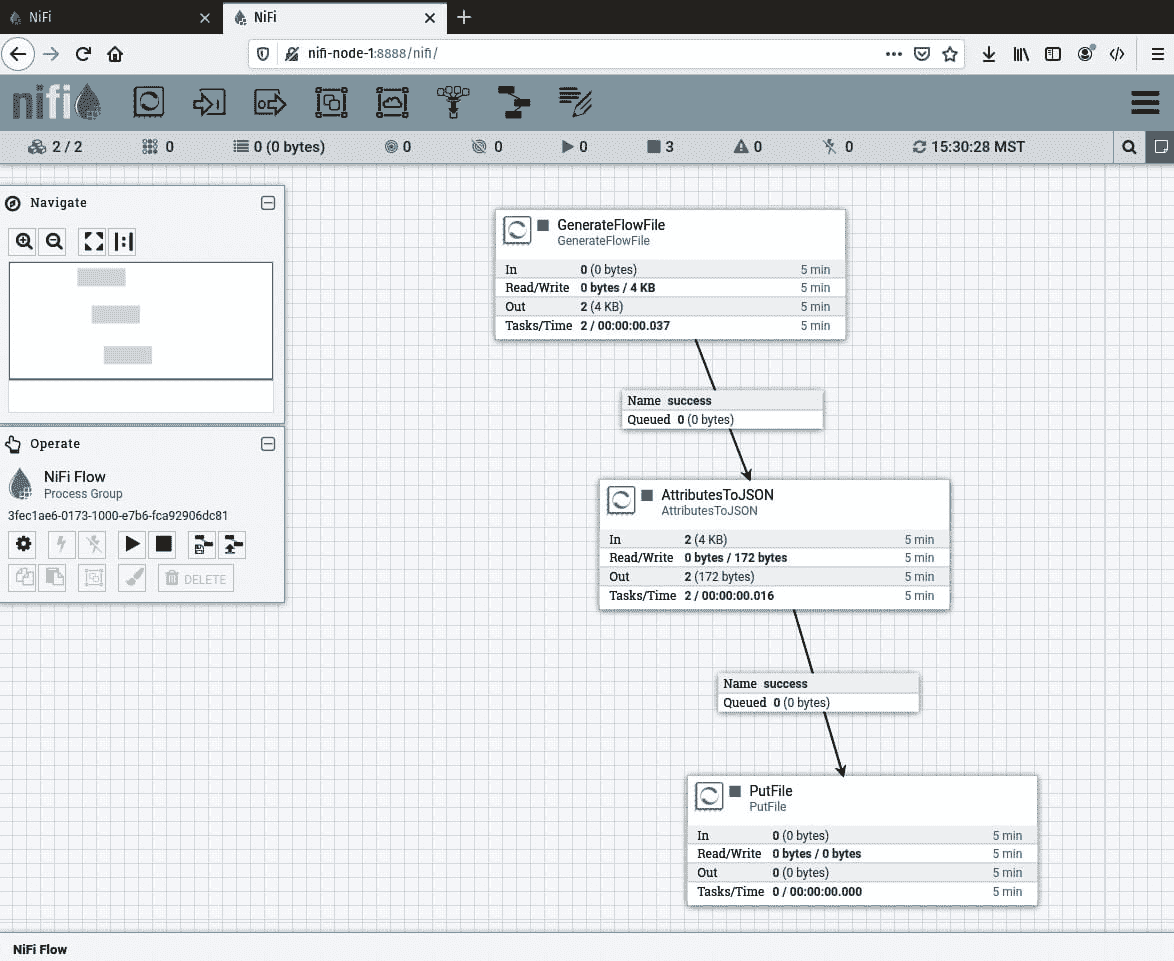 NiFi
NiFi
nifi-node-1:8888/nifi/
nifi
2 / 2 0 0 (0 bytes) 0 0 0 3 0 0 15:30:28 MST
Navigate
Operate
NiFi Flow
Process Group
3fec1ae6-0173-1000-e7b6-fca92906dc81
DELETE
GenerateFlowFile
GenerateFlowFile
In 0 (0 bytes) 5 min
Read/Write 0 bytes / 4 KB 5 min
Out 2 (4 KB) 5 min
Tasks/Time 2 / 00:00:00.037 5 min
Name success
Queued 0 (0 bytes)
AttributesToJSON
AttributesToJSON
In 2 (4 KB) 5 min
Read/Write 0 bytes / 172 bytes 5 min
Out 2 (172 bytes) 5 min
Tasks/Time 2 / 00:00:00.016 5 min
Name success
Queued 0 (0 bytes)
PutFile
PutFile
In 0 (0 bytes) 5 min
Read/Write 0 bytes / 0 bytes 5 min
Out 0 (0 bytes) 5 min
Tasks/Time 0 / 00:00:00.000 5 min
NiFi Flow